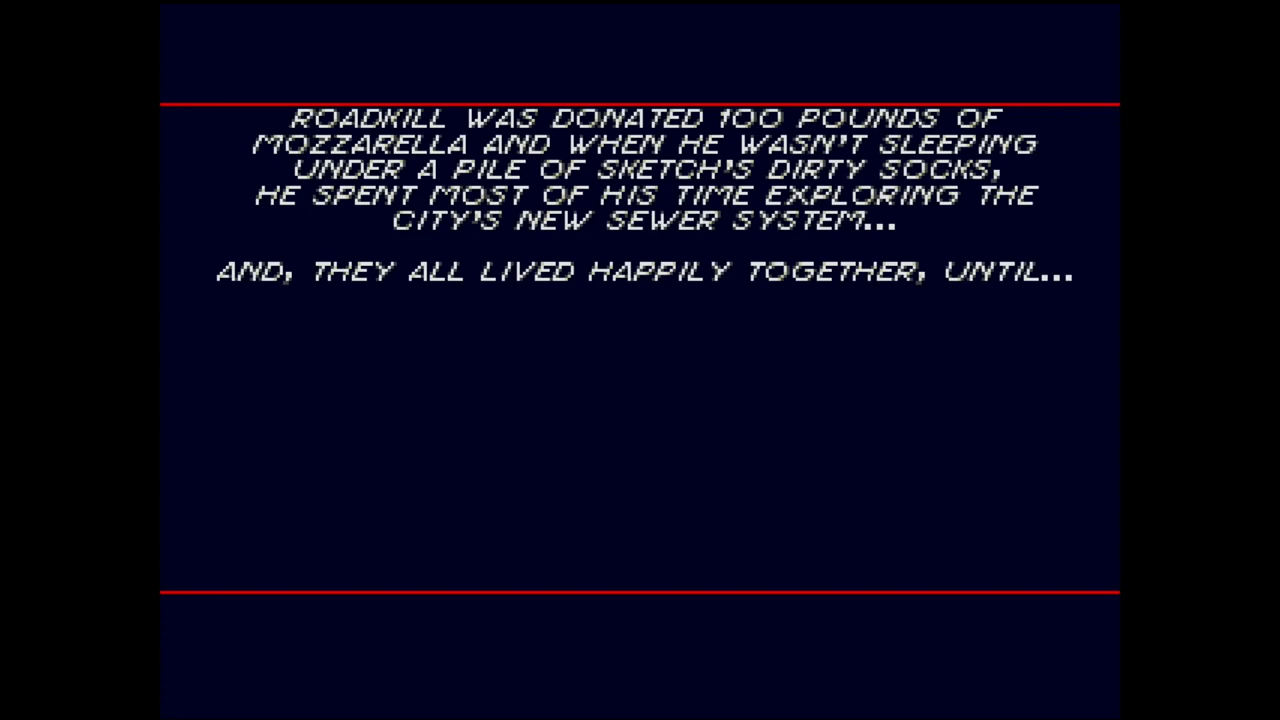 ROADKILL WAS DONATED 100 POUNDS OF
MOZZARELLA AND WHEN HE WASN'T SLEEPING
UNDER A PILE OF SKETCH'S DIRTY SOCKS,
HE SPENT MOST OF HIS TIME EXPLORING THE
CITY'S NEW SEWER SYSTEM...
AND, THEY ALL LIVED HAPPILY TOGETHER, UNTIL...